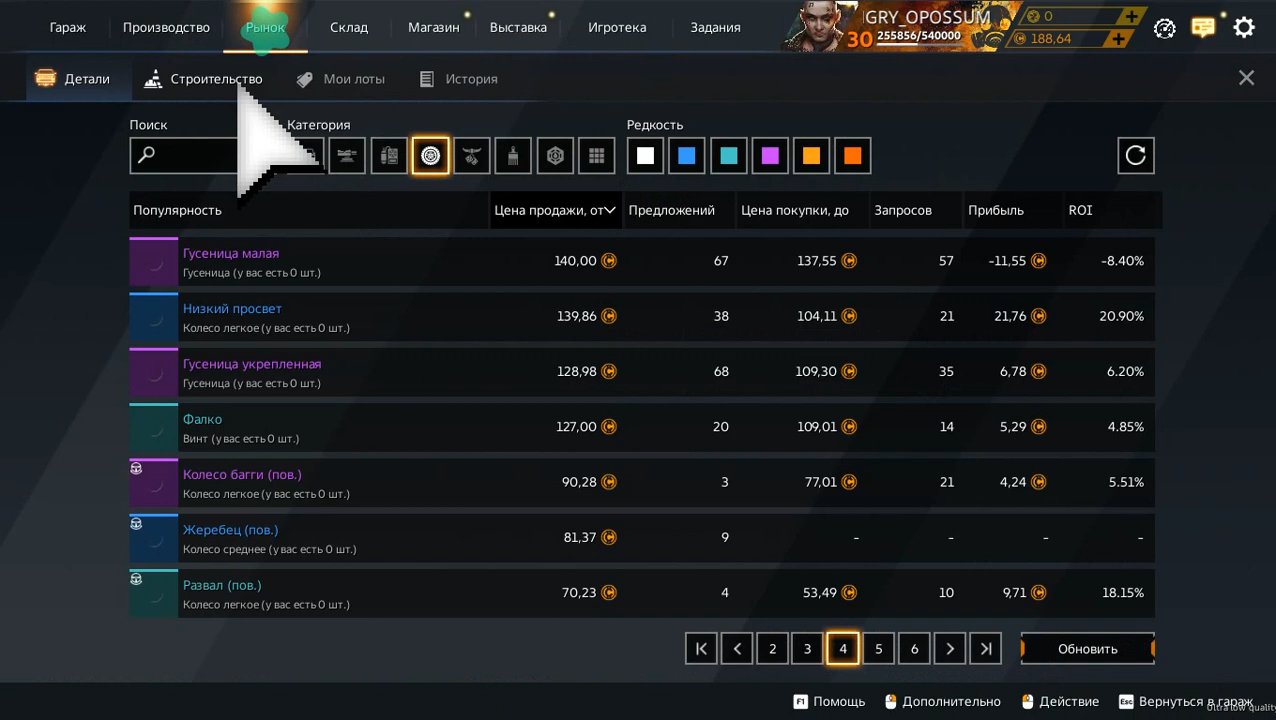 Гараж Производство Рынок Склад Магазин Выставка Игротека Задания
IGRY_OPOSSUM
30 255856/540000
0
188,64
Детали Строительство Мои лоты История
Поиск Категория Редкость
Популярность Цена продажи, от Предложений Цена покупки, до Запросов Прибыль ROI
Гусеница малая
Гусеница (у вас есть 0 шт.)
140,00 67 137,55 57 -11,55 -8.40%
Низкий просвет
Колесо легкое (у вас есть 0 шт.)
139,86 38 104,11 21 21,76 20.90%
Гусеница укрепленная
Гусеница (у вас есть 0 шт.)
128,98 68 109,30 35 6,78 6.20%
Фалко
Винт (у вас есть 0 шт.)
127,00 20 109,01 14 5,29 4.85%
Колесо багги (пов.)
Колесо легкое (у вас есть 0 шт.)
90,28 3 77,01 21 4,24 5.51%
Жеребец (пов.)
Колесо среднее (у вас есть 0 шт.)
81,37 9 - - - -
Развал (пов.)
Колесо легкое (у вас есть 0 шт.)
70,23 4 53,49 10 9,71 18.15%
2 3 4 5 6 Обновить
F1 Помощь Дополнительно Действие Esc Вернуться в гараж
Ultra low quality